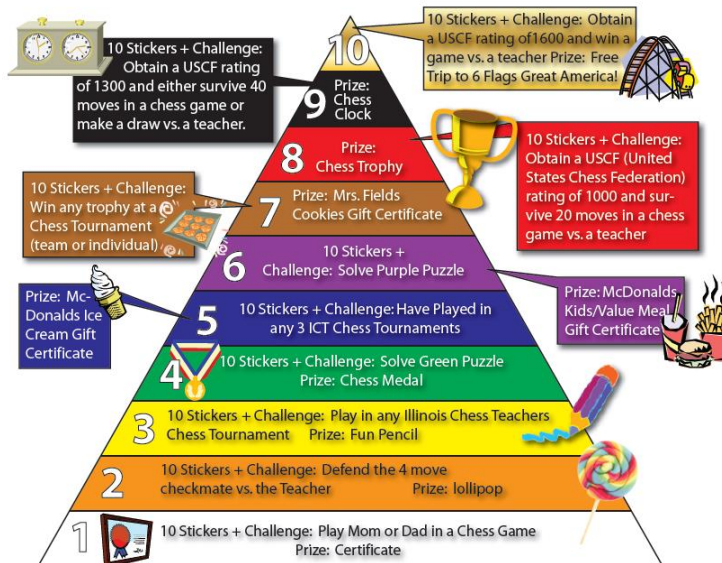 10
10 Stickers + Challenge: Obtain
a USCF rating of1600 and win a
game vs. a teacher Prize: Free
Trip to 6 Flags Great America!
10 Stickers + Challenge:
Obtain a USCF rating
of 1300 and either survive 40
moves in a chess game or
make a draw vs. a teacher.
9
Prize:
Chess
Clock
8
Prize:
Chess Trophy
10 Stickers + Challenge:
Obtain a USCF (United
States Chess Federation)
rating of 1000 and sur-
vive 20 moves in a chess
game vs. a teacher
10 Stickers + Challenge:
Win any trophy at a
Chess Tournament
(team or individual)
7
Prize: Mrs. Fields
Cookies Gift Certificate
6
10 Stickers +
Challenge: Solve Purple Puzzle
Prize: McDonalds
Kids/Value Meal
Gift Certificate
Prize: Mc-
Donalds Ice
Cream Gift
Certificate
5
10 Stickers + Challenge: Have Played in
any 3 ICT Chess Tournaments
4
10 Stickers + Challenge: Solve Green Puzzle
Prize: Chess Medal
3
10 Stickers + Challenge: Play in any Illinois Chess Teachers
Chess Tournament Prize: Fun Pencil
2
10 Stickers + Challenge: Defend the 4 move
checkmate vs. the Teacher Prize: lollipop
1
10 Stickers + Challenge: Play Mom or Dad in a Chess Game
Prize: Certificate